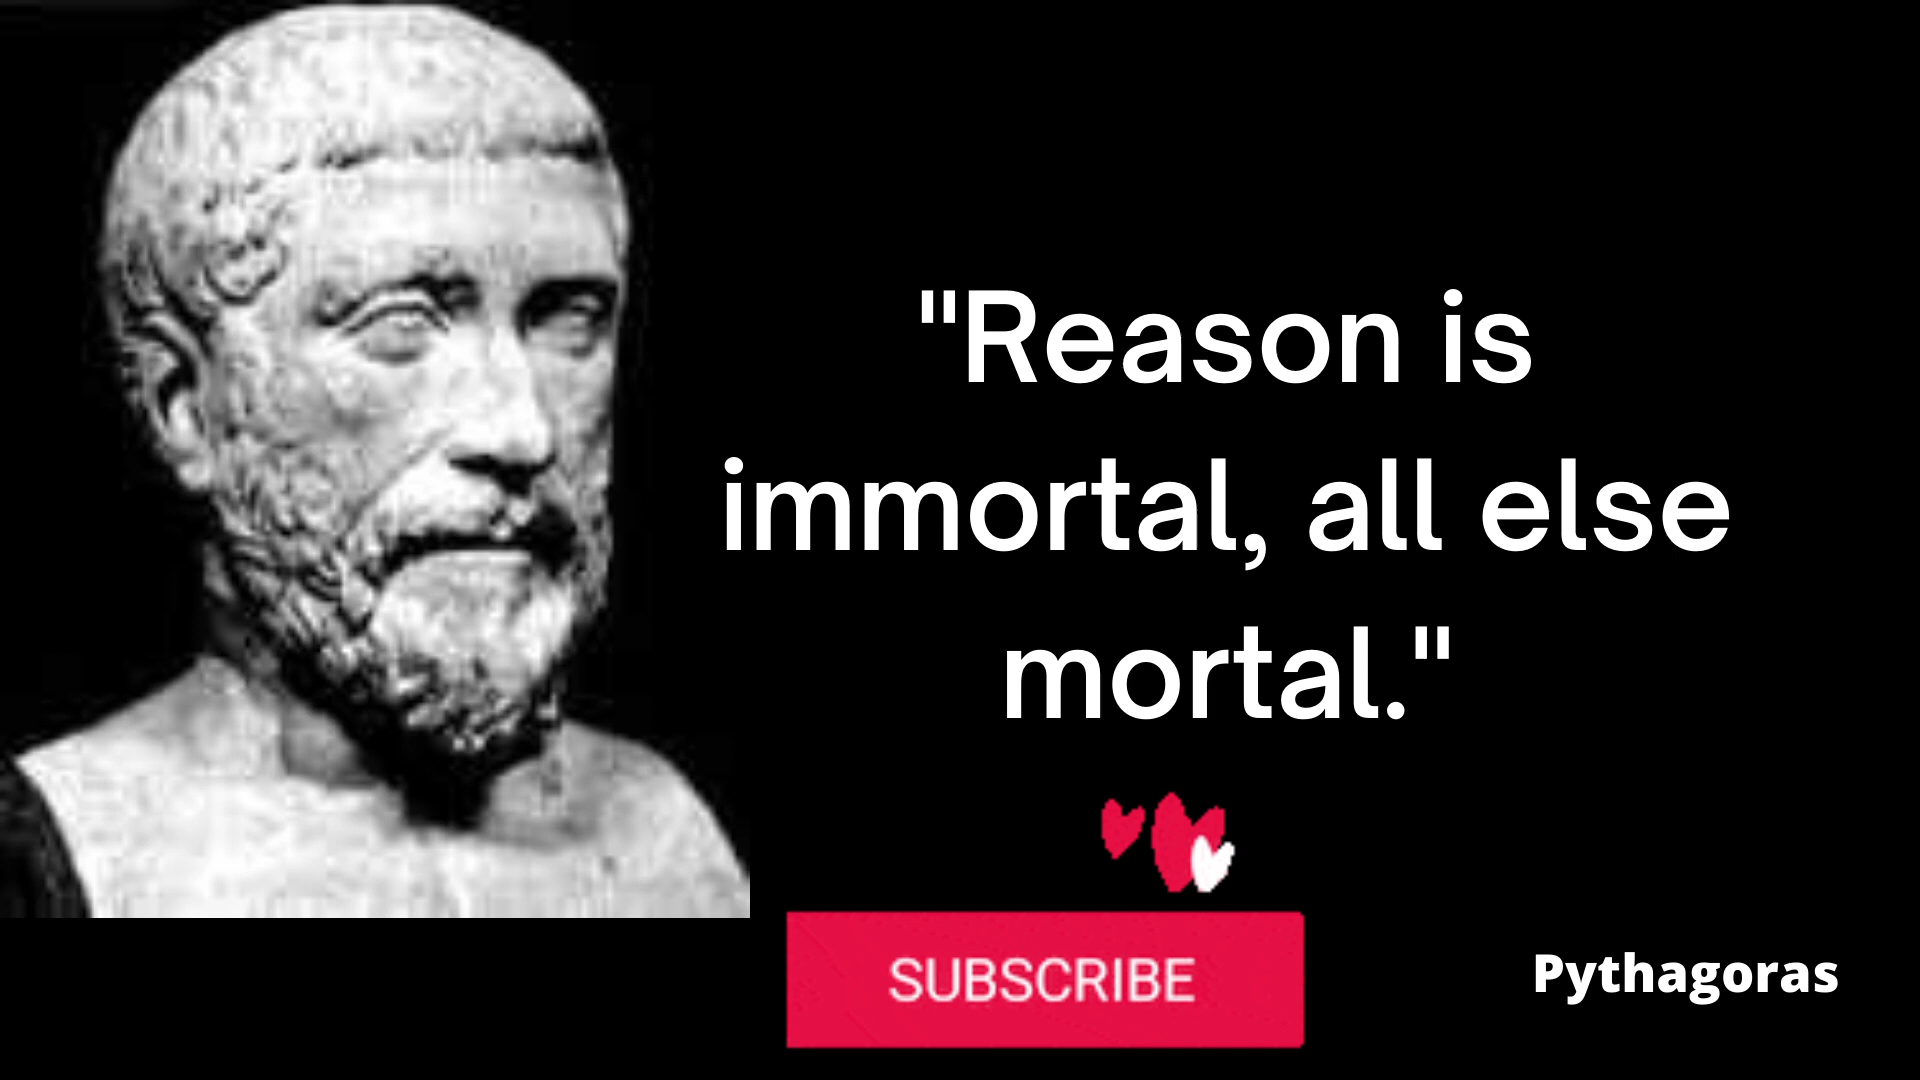 "Reason is
immortal, all else
mortal."
SUBSCRIBE
Pythagoras